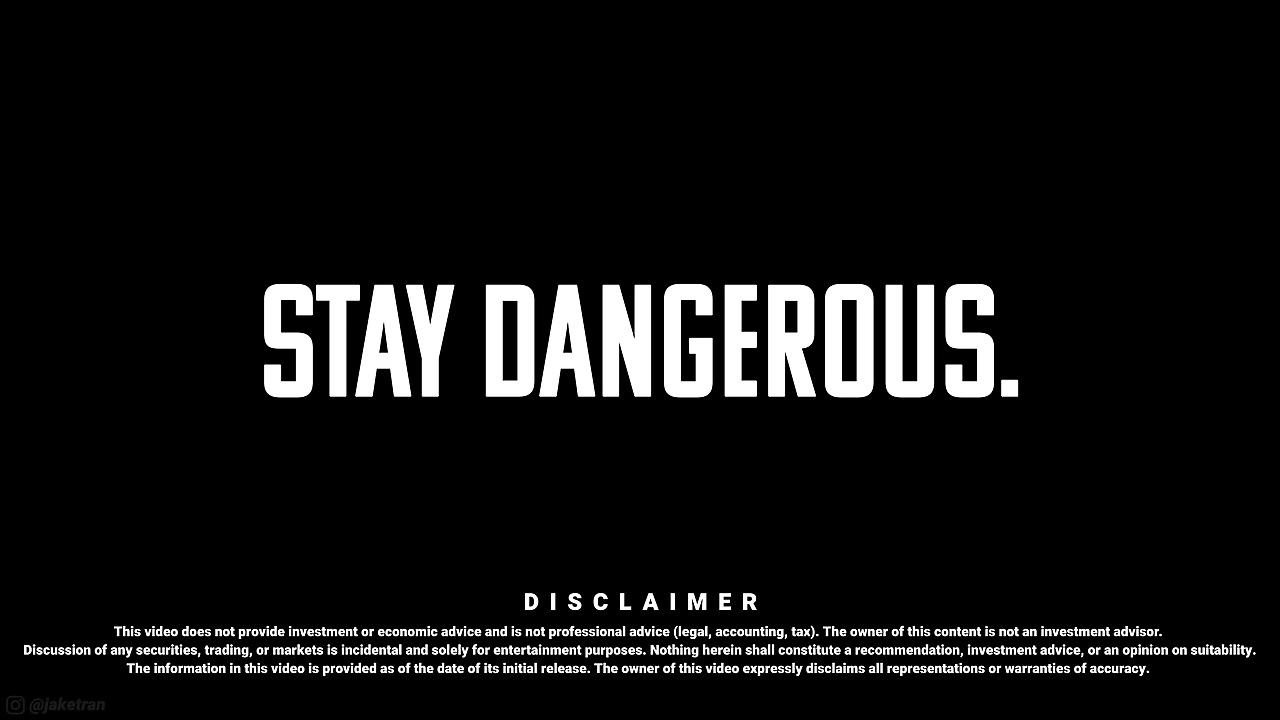 STAY DANGEROUS.
DISCLAIMER
This video does not provide investment or economic advice and is not professional advice (legal, accounting, tax). The owner of this content is not an investment advisor.
Discussion of any securities, trading, or markets is incidental and solely for entertainment purposes. Nothing herein shall constitute a recommendation, investment advice, or an opinion on suitability.
The information in this video is provided as of the date of its initial release. The owner of this video expressly disclaims all representations or warranties of accuracy.
@jaketran